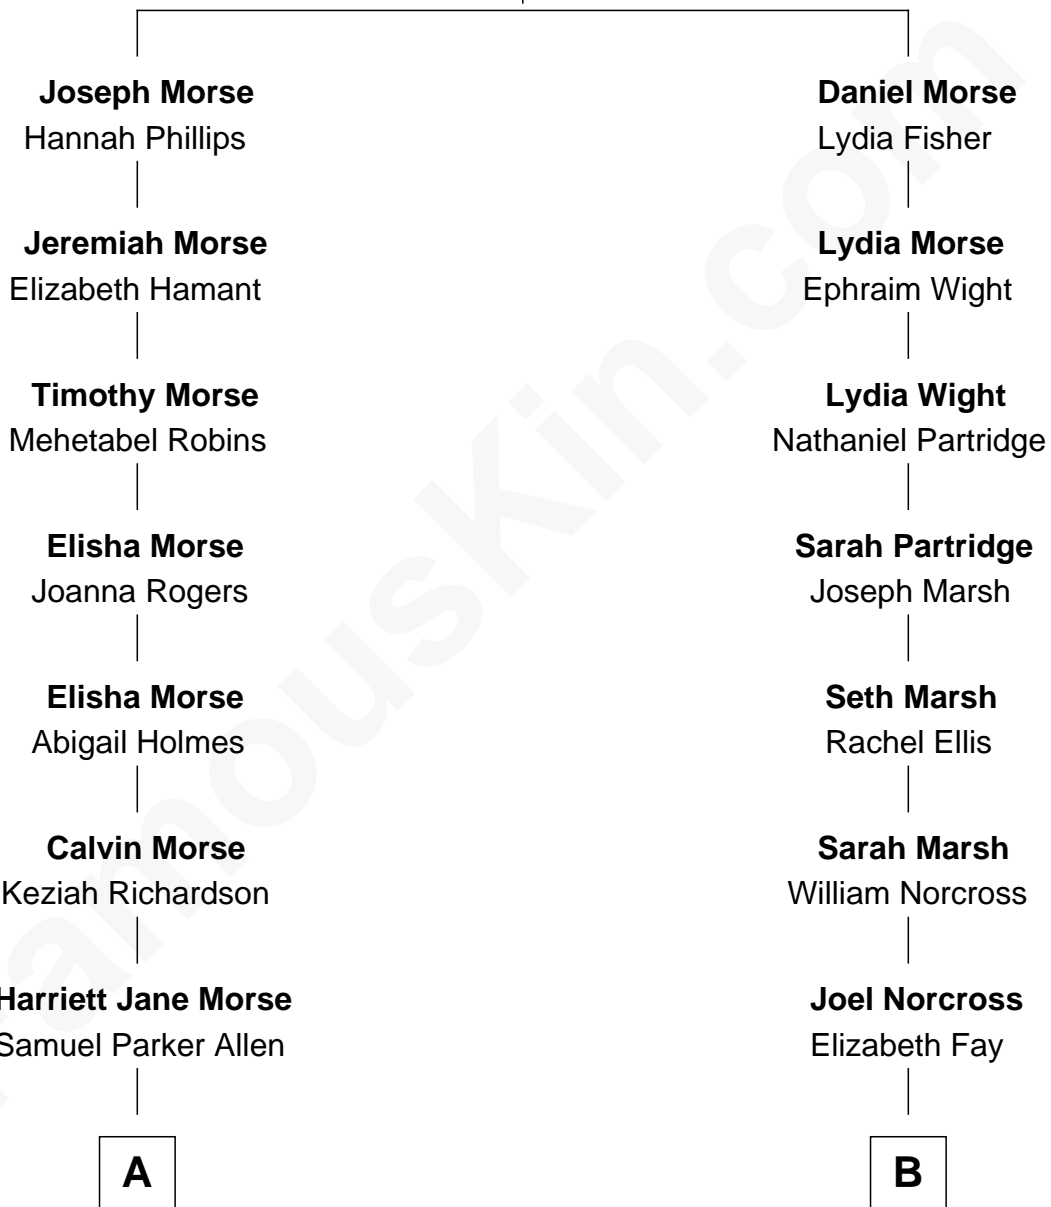 Joseph Morse
Hannah Phillips
Jeremiah Morse
Elizabeth Hamant
Timothy Morse
Mehetabel Robins
Elisha Morse
Joanna Rogers
Elisha Morse
Abigail Holmes
Calvin Morse
Keziah Richardson
Harriett Jane Morse
Samuel Parker Allen
A
Daniel Morse
Lydia Fisher
Lydia Morse
Ephraim Wight
Lydia Wight
Nathaniel Partridge
Sarah Partridge
Joseph Marsh
Seth Marsh
Rachel Ellis
Sarah Marsh
William Norcross
Joel Norcross
Elizabeth Fay
B
FamousKin.com